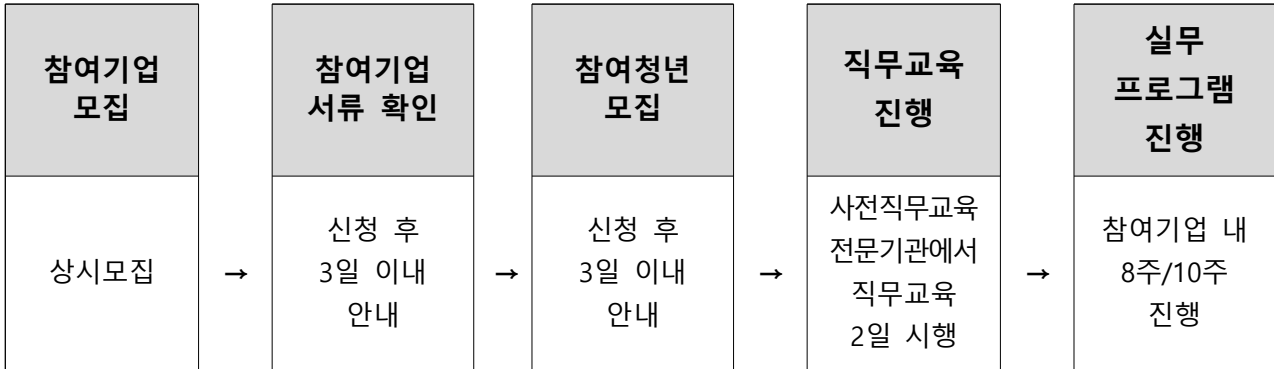 참여기업
모집
상시모집
→
참여기업
서류 확인
신청 후
3일 이내
안내
→
참여청년
모집
신청 후
3일 이내
안내
→
직무교육
진행
사전직무교육
전문기관에서
직무교육
2일 시행
→
실무
프로그램
진행
참여기업 내
8주/10주
진행